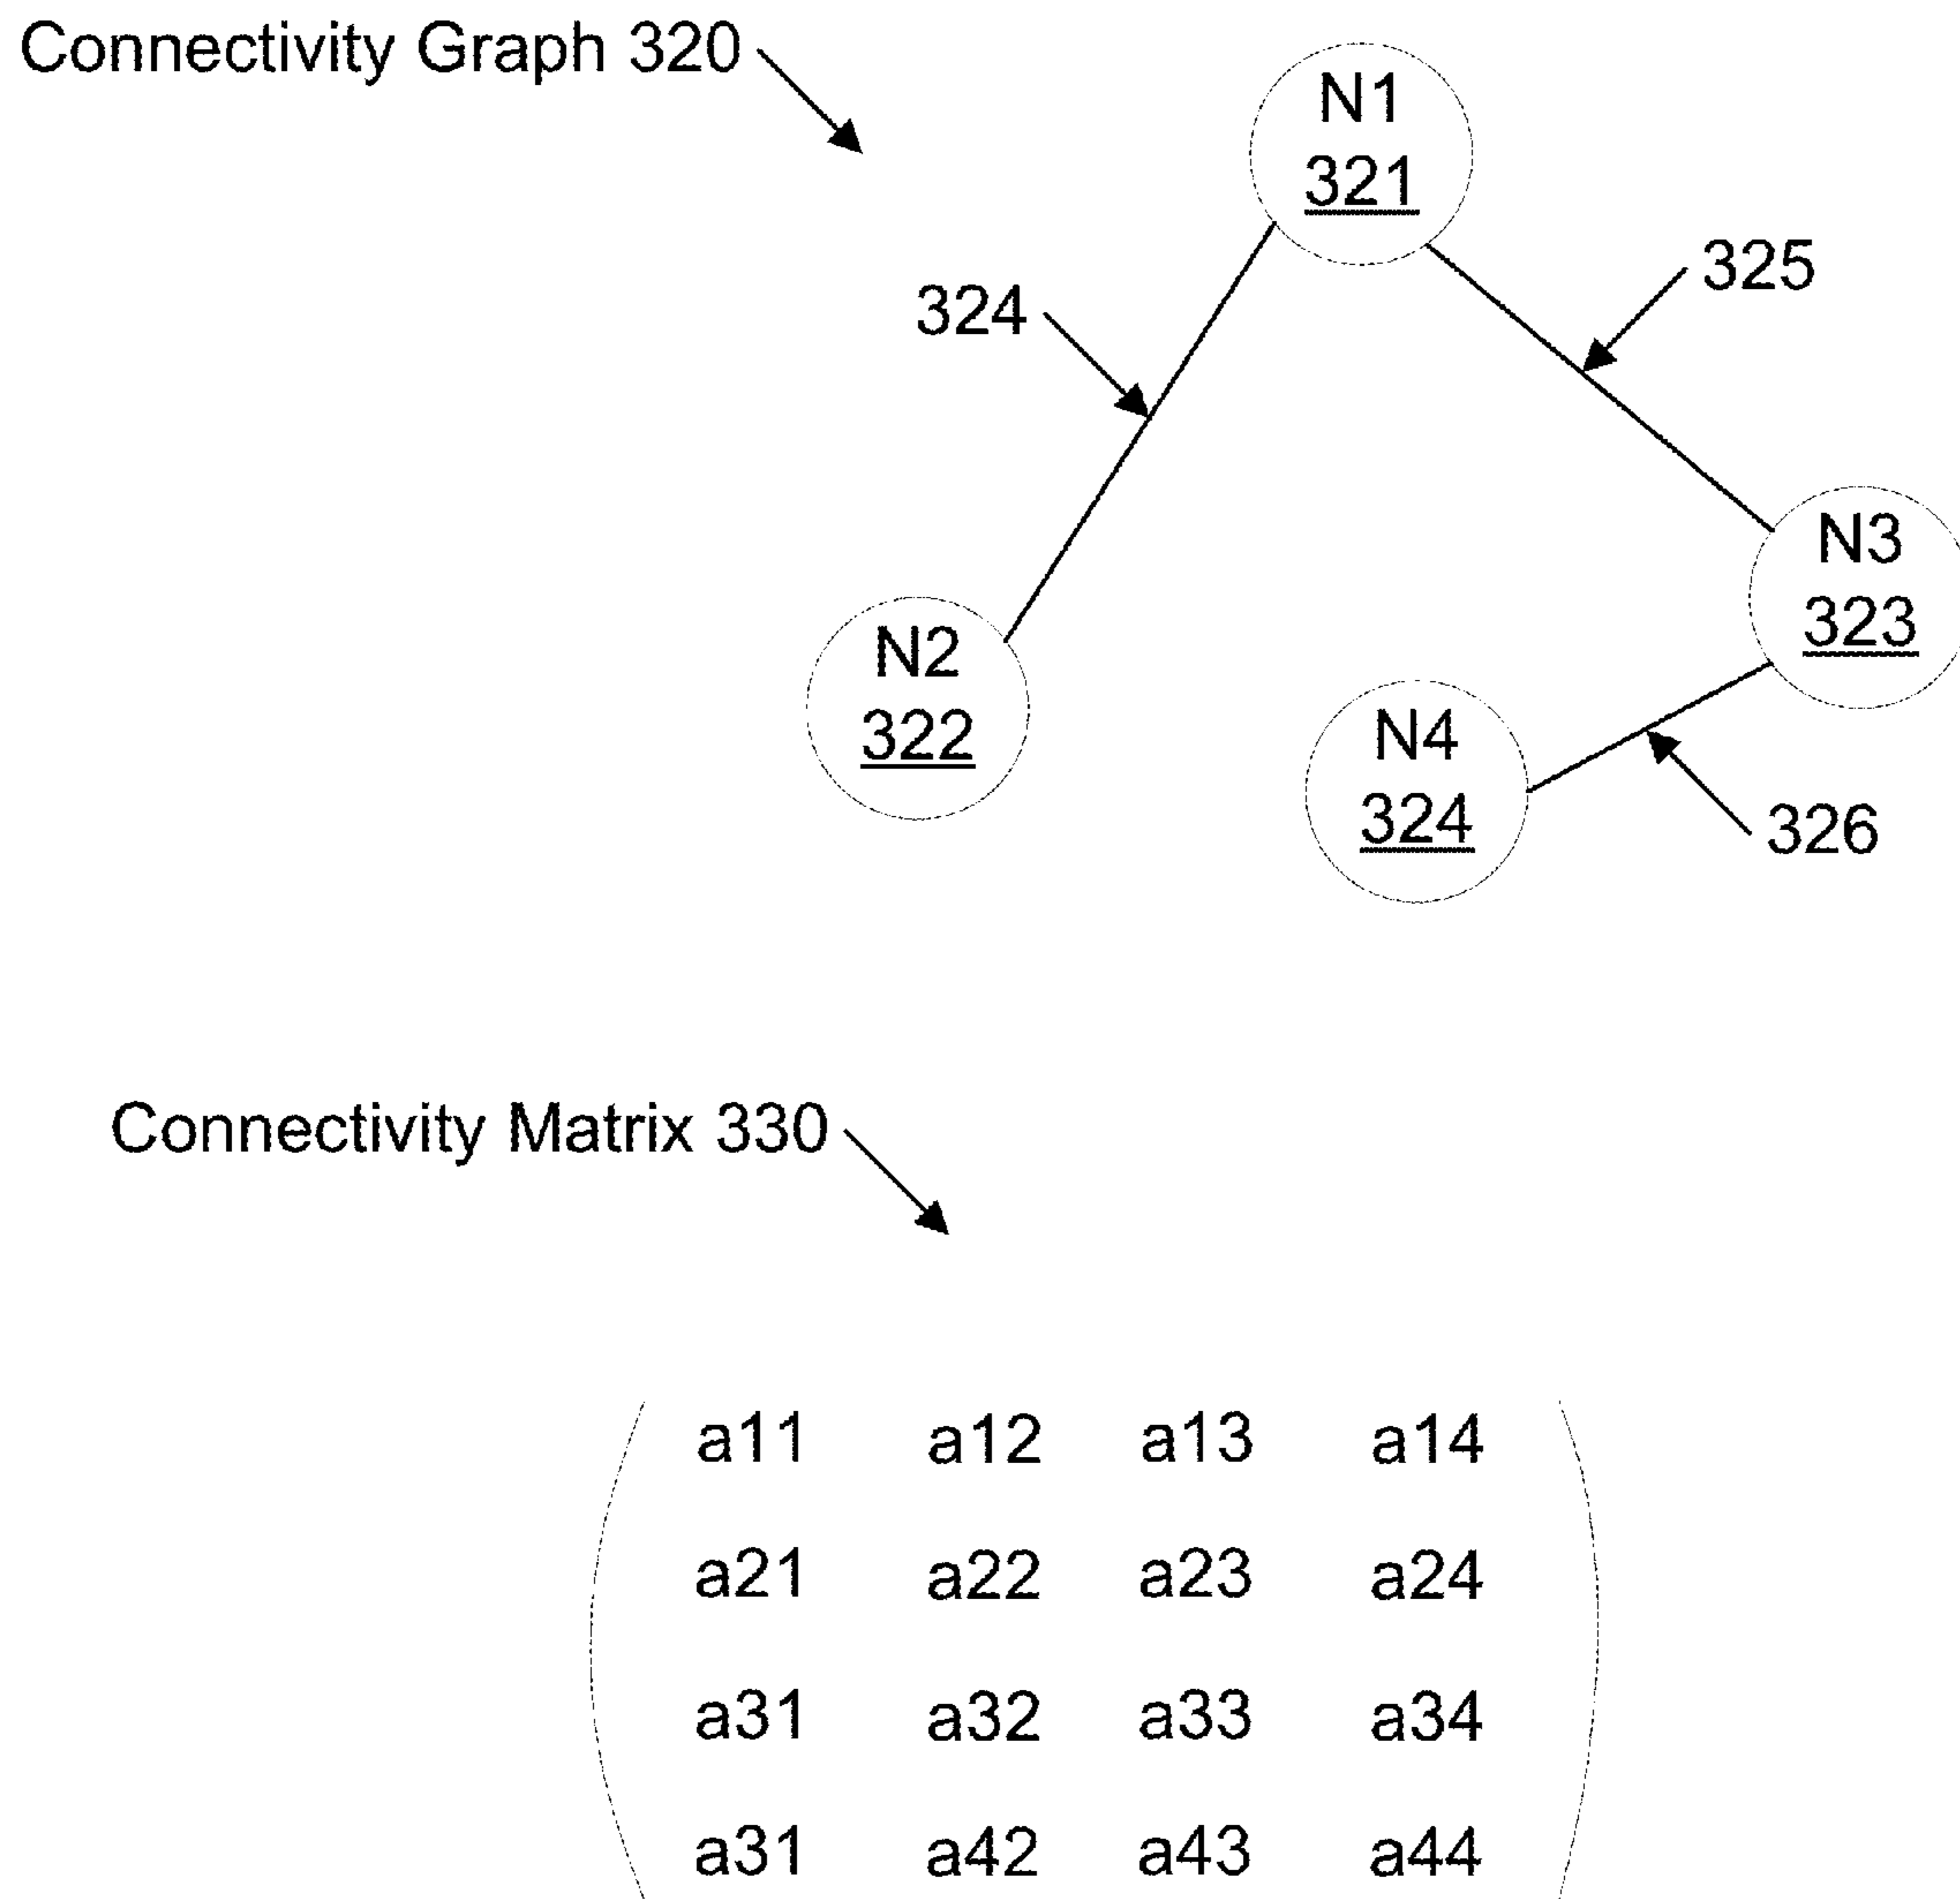 Connectivity Graph 320
N1
321
325
324
N3
323
N2
322
N4
324
326
Connectivity Matrix 330
a11 a12 a13 a14
a21 a22 a23 a24
a31 a32 a33 a34
a31 a42 a43 a44